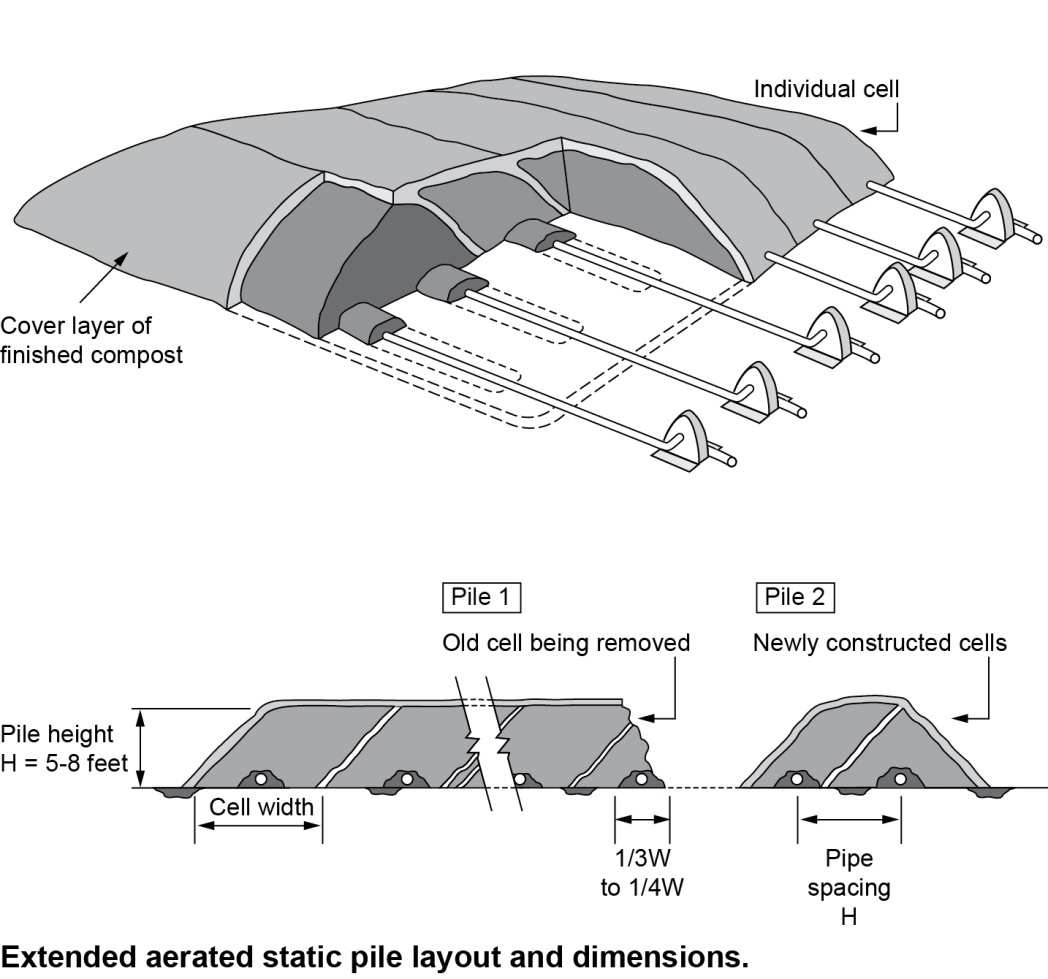 Individual cell
Cover layer of
finished compost
Pile 1
Pile 2
Old cell being removed
Newly constructed cells
Pile height
H = 5-8 feet
Cell width
1/3W
to 1/4W
Pipe
spacing
H
Extended aerated static pile layout and dimensions.